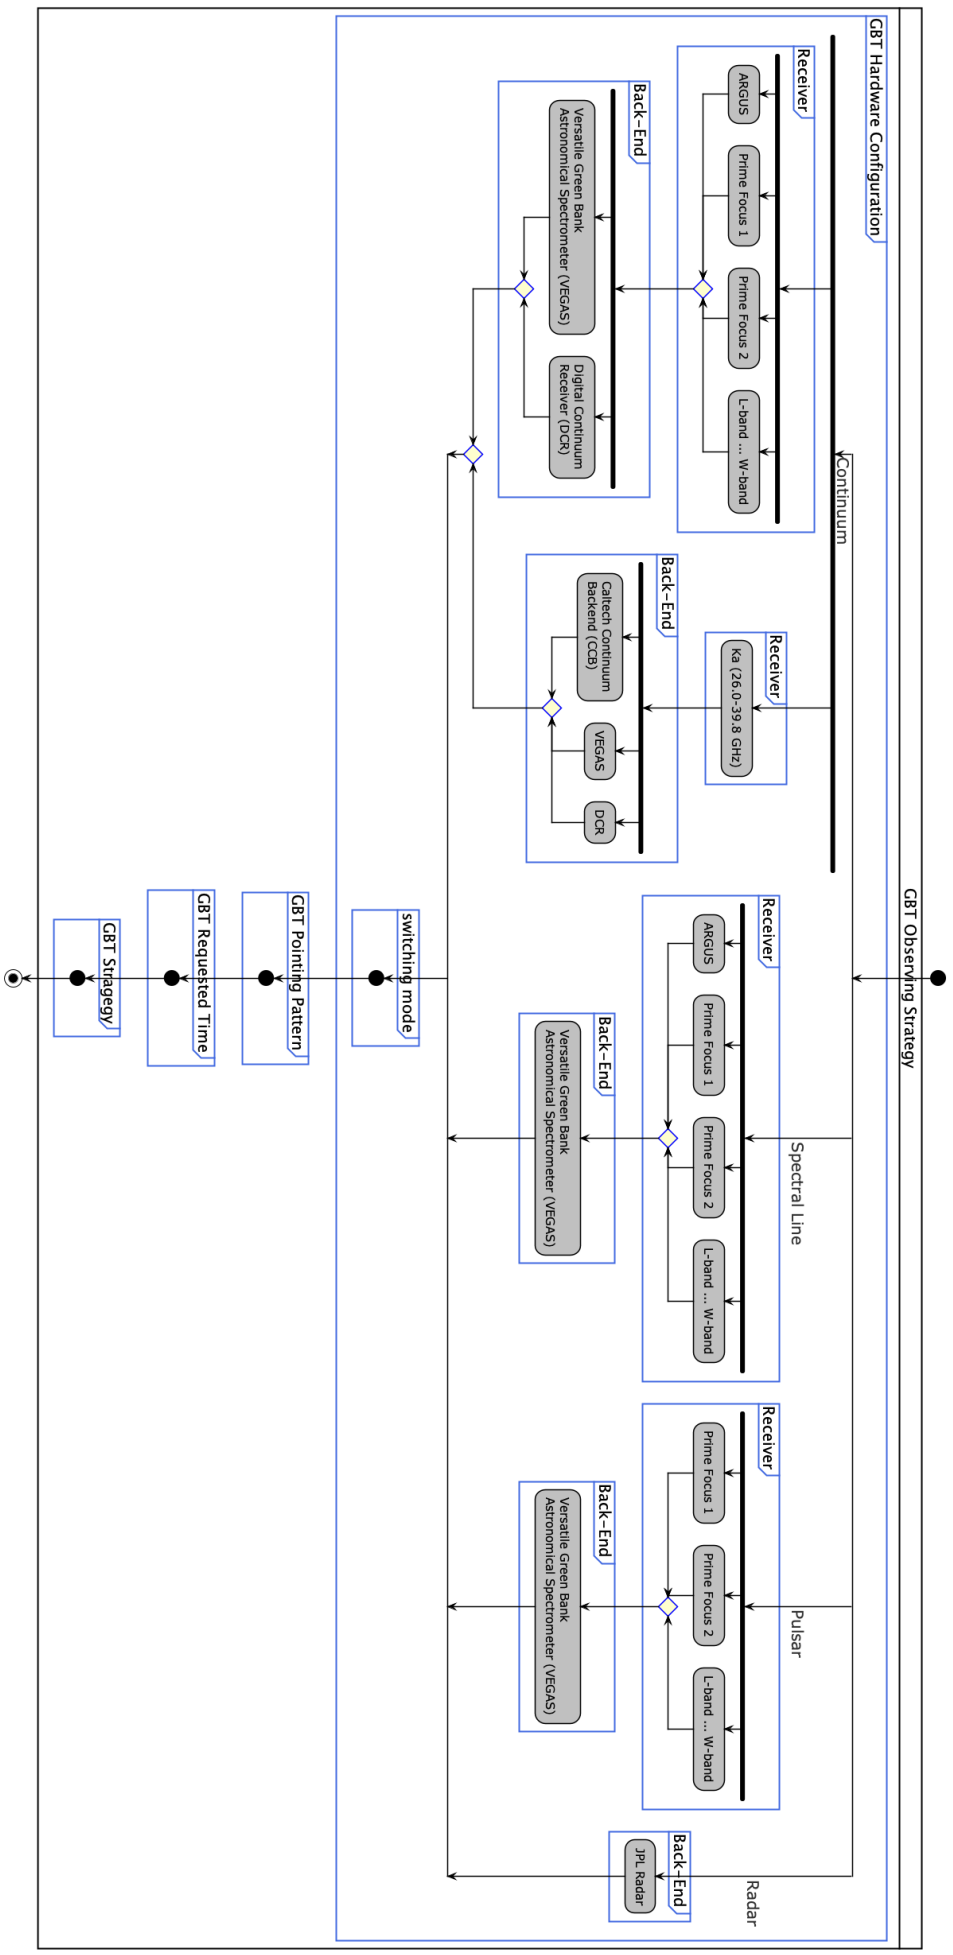 GBT Observing Strategy
GBT Hardware Configuration
Continuum
Receiver
ARGUS
Prime Focus 1
Prime Focus 2
L-band ... W-band
Back-End
Versatile Green Bank
Astronomical Spectrometer (VEGAS)
Digital Continuum
Receiver (DCR)
Receiver
Ka (26.0-39.8 GHz)
Back-End
Caltech Continuum
Backend (CCB)
VEGAS
DCR
Spectral Line
Receiver
ARGUS
Prime Focus 1
Prime Focus 2
L-band ... W-band
Back-End
Versatile Green Bank
Astronomical Spectrometer (VEGAS)
Pulsar
Receiver
Prime Focus 1
Prime Focus 2
L-band ... W-band
Back-End
Versatile Green Bank
Astronomical Spectrometer (VEGAS)
Radar
Back-End
JPL Radar
switching mode
GBT Pointing Pattern
GBT Requested Time
GBT Stragegy